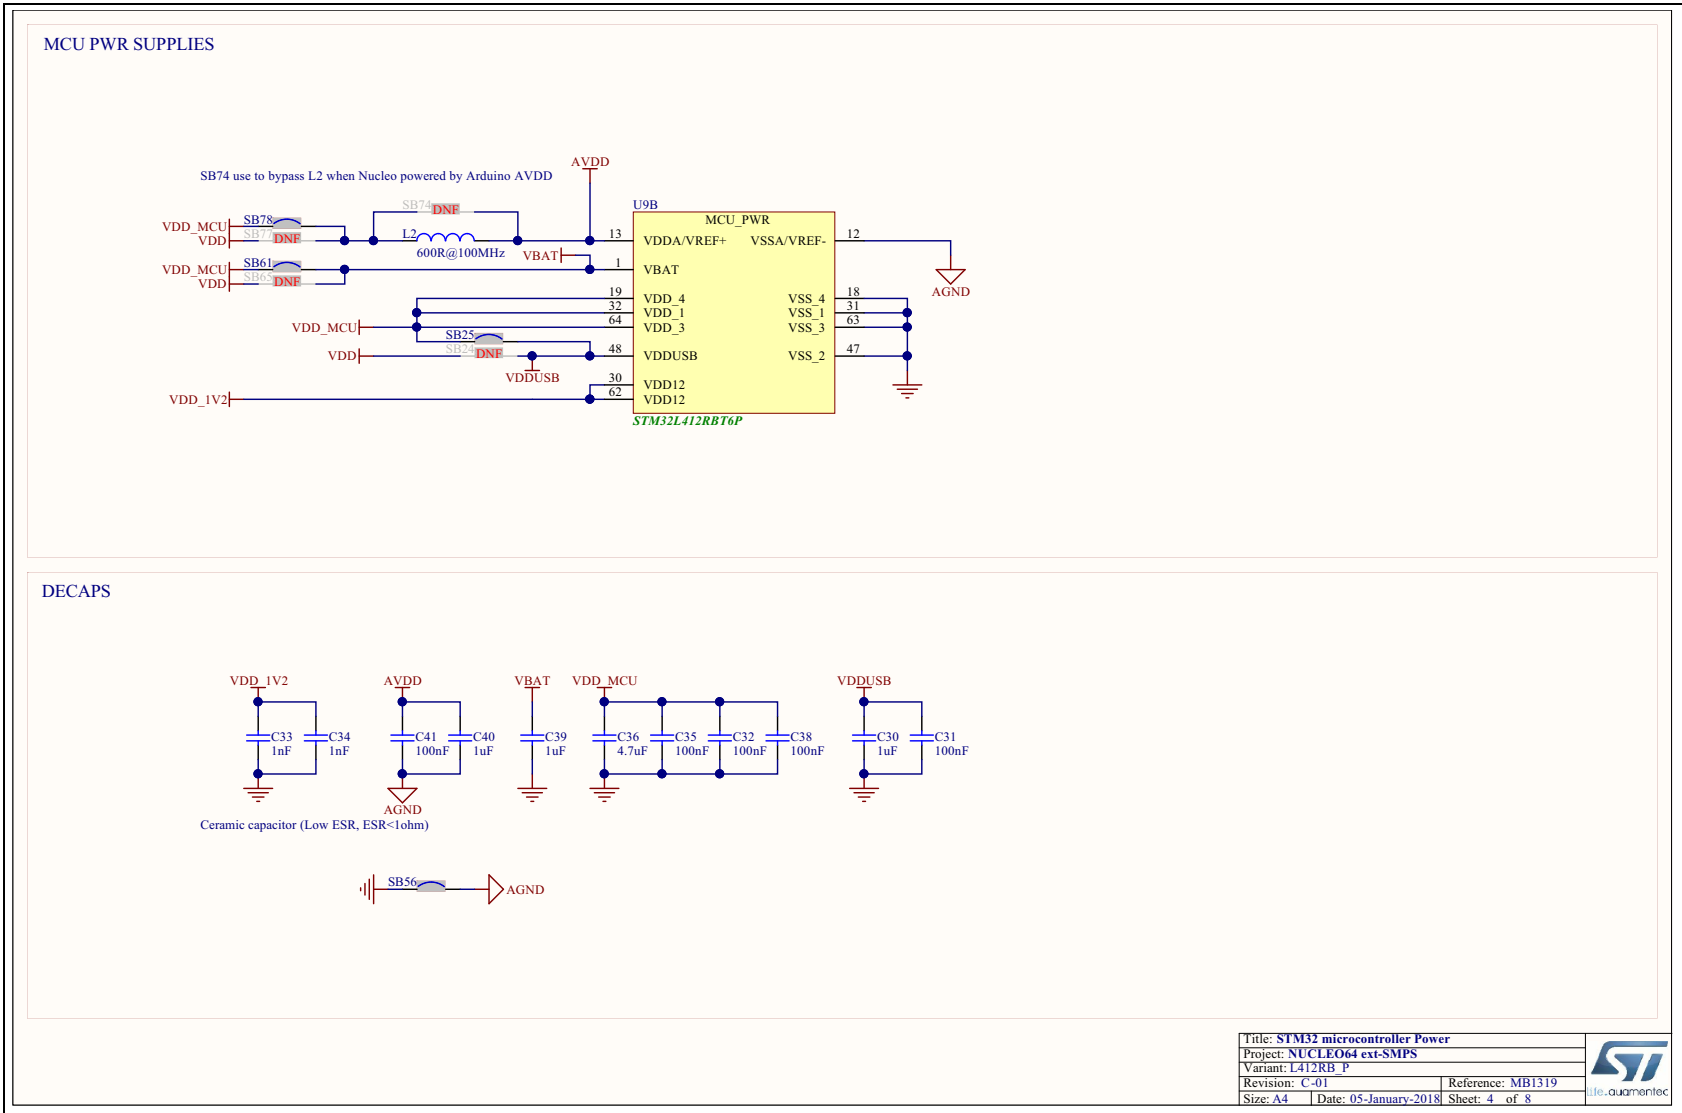 MCU PWR SUPPLIES
SB74 use to bypass L2 when Nucleo powered by Arduino AVDD
AVDD
SB74 DNF
U9B
MCU_PWR
VDD_MCU SB78
VDD SB77 DNF
L2
600R@100MHz
VBAT
13 VDDA/VREF+ VSSA/VREF- 12
VDD_MCU SB61
VDD SB65 DNF
1 VBAT
AGND
19 VDD_4 VSS_4 18
32 VDD_1 VSS_1 31
VDD_MCU 64 VDD_3 VSS_3 63
SB25
VDD SB24 DNF
48 VDDUSB VSS_2 47
VDDUSB
30 VDD12
VDD_1V2 62 VDD12
STM32L412RBT6P
DECAPS
VDD_1V2 AVDD VBAT VDD_MCU VDDUSB
C33 C34 C41 C40 C39 C36 C35 C32 C38 C30 C31
1nF 1nF 100nF 1uF 1uF 4.7uF 100nF 100nF 100nF 1uF 100nF
AGND
Ceramic capacitor (Low ESR, ESR<1ohm)
SB56 AGND
Title: STM32 microcontroller Power
Project: NUCLEO64 ext-SMPS
Variant: L412RB_P
Revision: C-01 Reference: MB1319
Size: A4 Date: 05-January-2018 Sheet: 4 of 8
ST
life.augmented